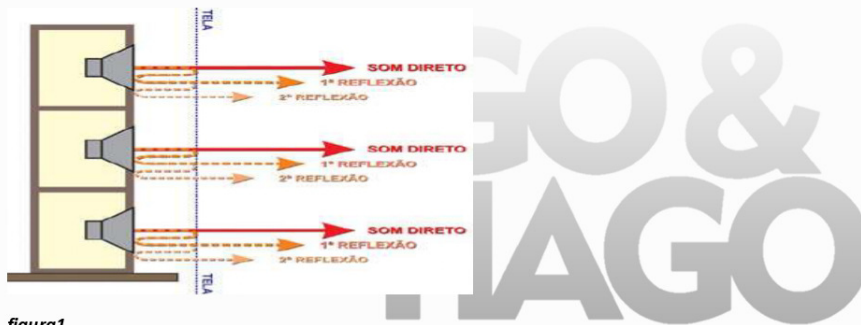 TELA
SOM DIRETO
1ª REFLEXÃO
2ª REFLEXÃO
SOM DIRETO
1ª REFLEXÃO
2ª REFLEXÃO
SOM DIRETO
1ª REFLEXÃO
2ª REFLEXÃO
TELA
GO &
IAGO
figura1